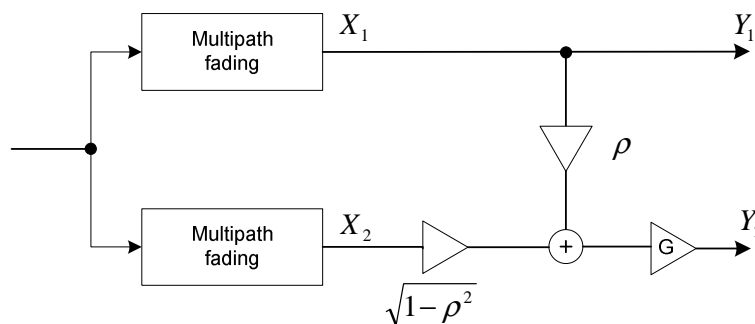 Multipath
fading
X₁
Y₁
ρ
Multipath
fading
X₂
√1−ρ²
+
G
Y